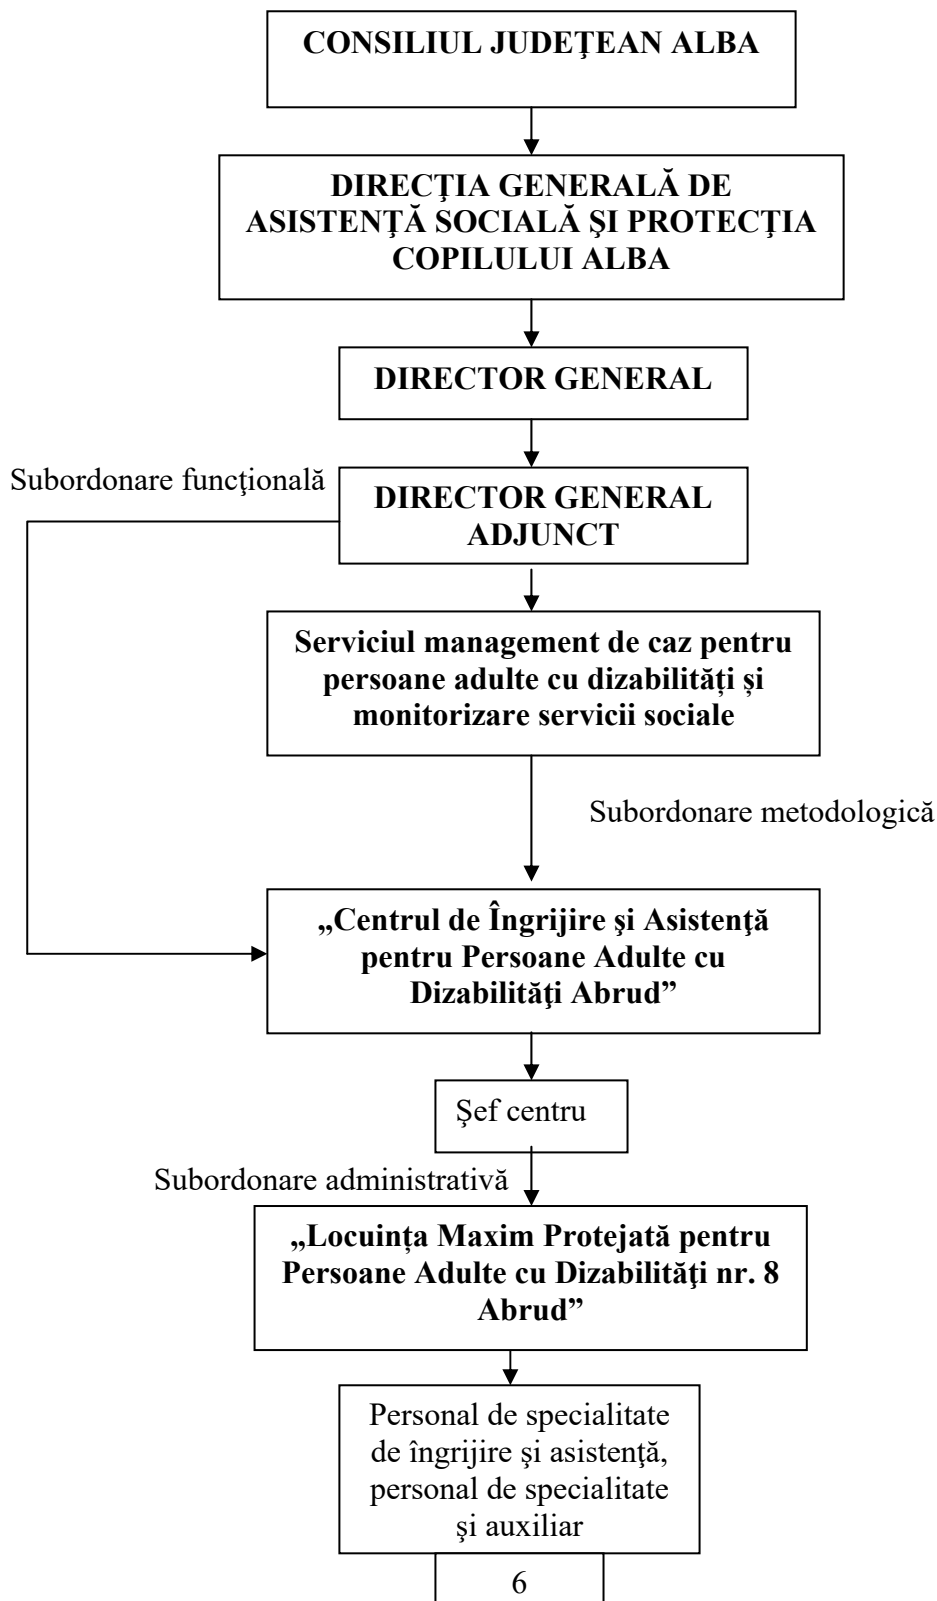 CONSILIUL JUDEŢEAN ALBA
DIRECŢIA GENERALĂ DE
ASISTENŢĂ SOCIALĂ ŞI PROTECŢIA
COPILULUI ALBA
DIRECTOR GENERAL
Subordonare funcţională
DIRECTOR GENERAL
ADJUNCT
Serviciul management de caz pentru
persoane adulte cu dizabilități și
monitorizare servicii sociale
Subordonare metodologică
„Centrul de Îngrijire şi Asistenţă
pentru Persoane Adulte cu
Dizabilităţi Abrud”
Şef centru
Subordonare administrativă
„Locuința Maxim Protejată pentru
Persoane Adulte cu Dizabilităţi nr. 8
Abrud”
Personal de specialitate
de îngrijire şi asistenţă,
personal de specialitate
şi auxiliar
6